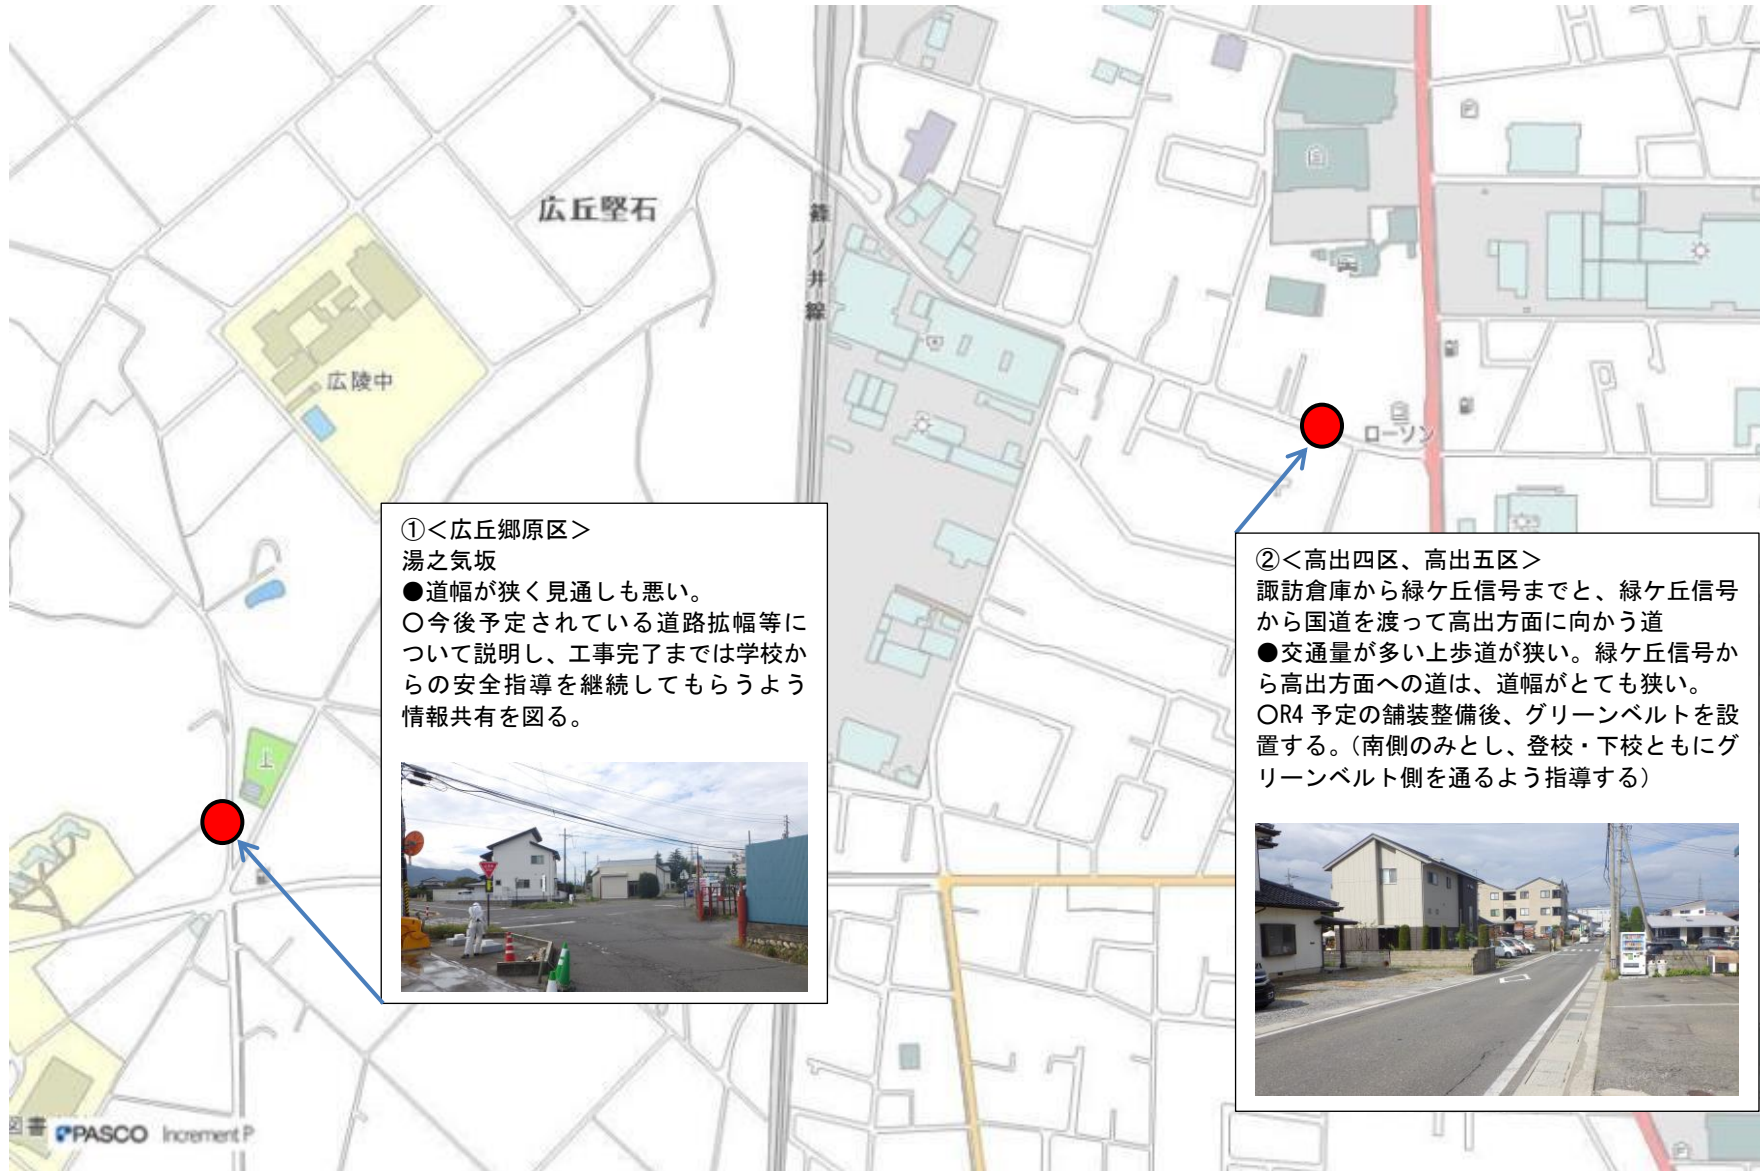 広丘堅石
篠ノ井線
広陵中
ローソン
①＜広丘郷原区＞
湯之気坂
●道幅が狭く見通しも悪い。
〇今後予定されている道路拡幅等に
ついて説明し、工事完了までは学校か
らの安全指導を継続してもらうよう
情報共有を図る。
②＜高出四区、高出五区＞
諏訪倉庫から緑ケ丘信号までと、緑ケ丘信号
から国道を渡って高出方面に向かう道
●交通量が多い上歩道が狭い。緑ケ丘信号か
ら高出方面への道は、道幅がとても狭い。
〇R4 予定の舗装整備後、グリーンベルトを設
置する。（南側のみとし、登校・下校ともにグ
リーンベルト側を通るよう指導する）
図書 PASCO Increment P